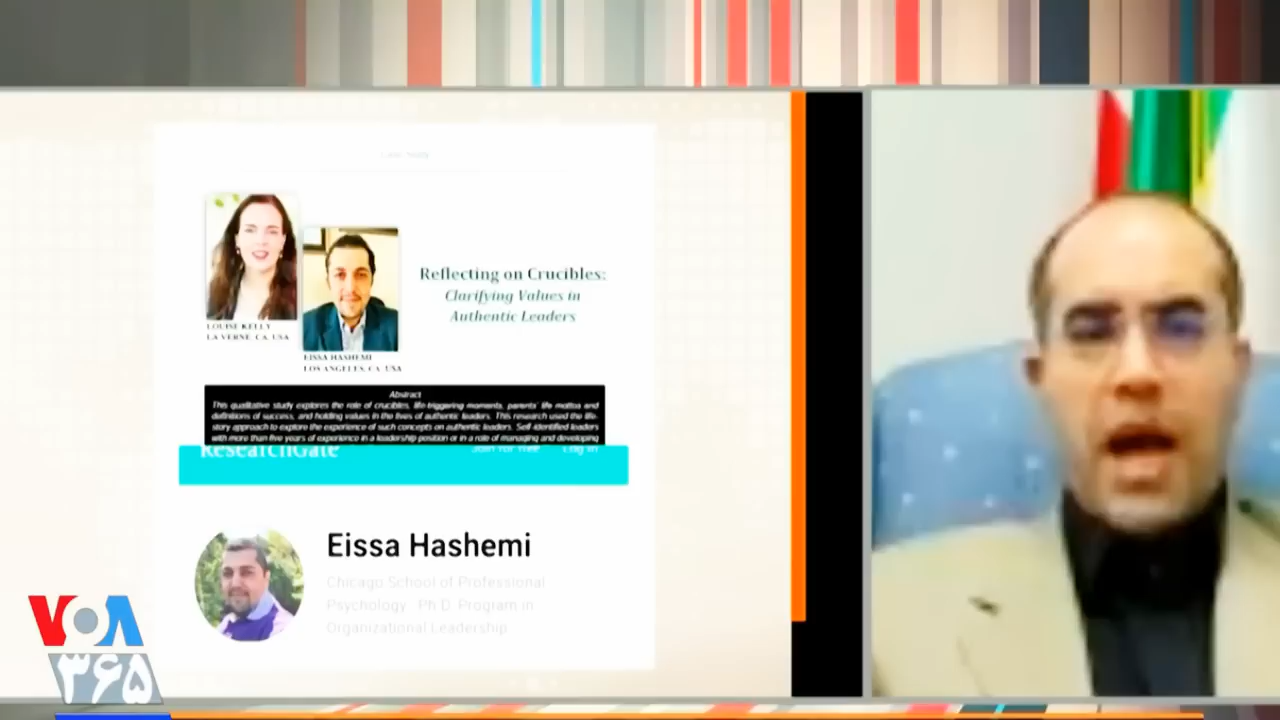 Case Study
Reflecting on Crucibles:
Clarifying Values in
Authentic Leaders
LOUISE KELLY
LA VERNE, CA, USA
EISSA HASHEMI
LOS ANGELES, CA, USA
Abstract
This qualitative study explores the role of crucibles, life-triggering moments, parents' life mottos and
definitions of success, and holding values in the lives of authentic leaders. This research used the life-
story approach to explore the experience of such concepts on authentic leaders. Self-identified leaders
with more than five years of experience in a leadership position or in a role of managing and developing
ResearchGate
Join for free Log in
Eissa Hashemi
Chicago School of Professional
Psychology · Ph.D. Program in
Organizational Leadership
VOA
۳۶۵